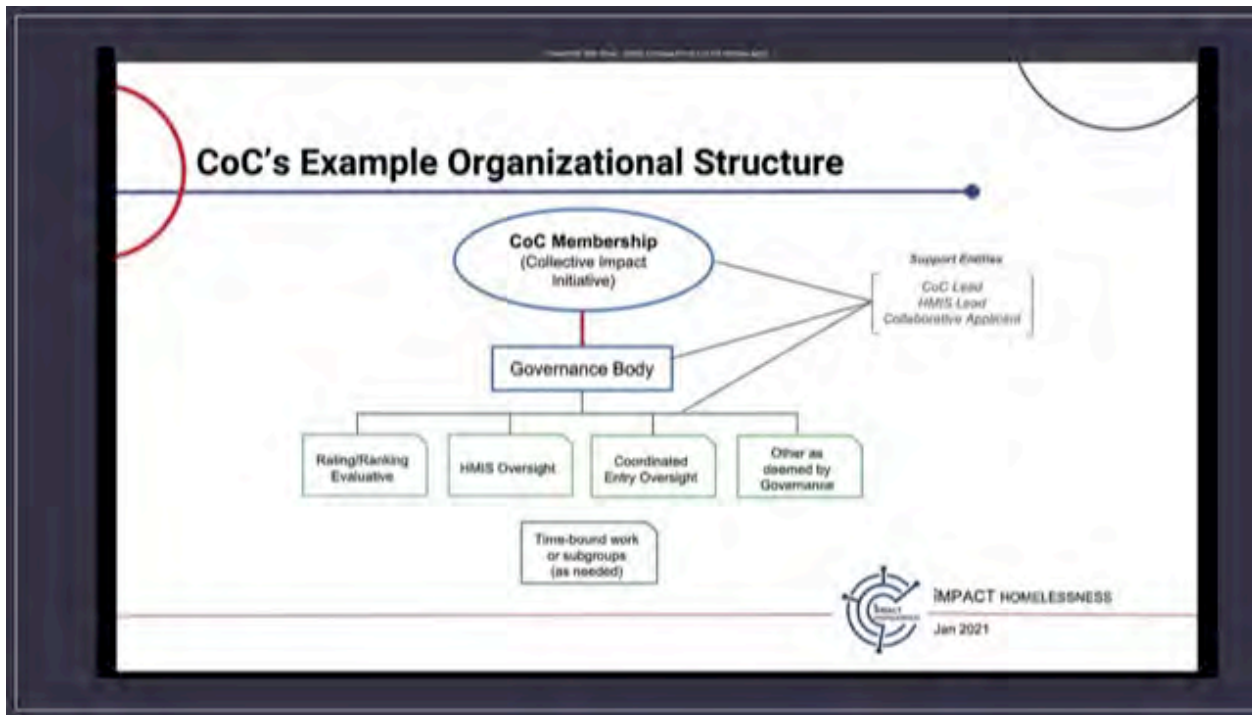 CoC's Example Organizational Structure
CoC Membership
(Collective Impact
Initiative)
Support Entities
CoC Lead
HMIS Lead
Collaborative Applicant
Governance Body
Rating/Ranking
Evaluative
HMIS Oversight
Coordinated
Entry Oversight
Other as
deemed by
Governance
Time-bound work
or subgroups
(as needed)
iMPACT HOMELESSNESS
Jan 2021